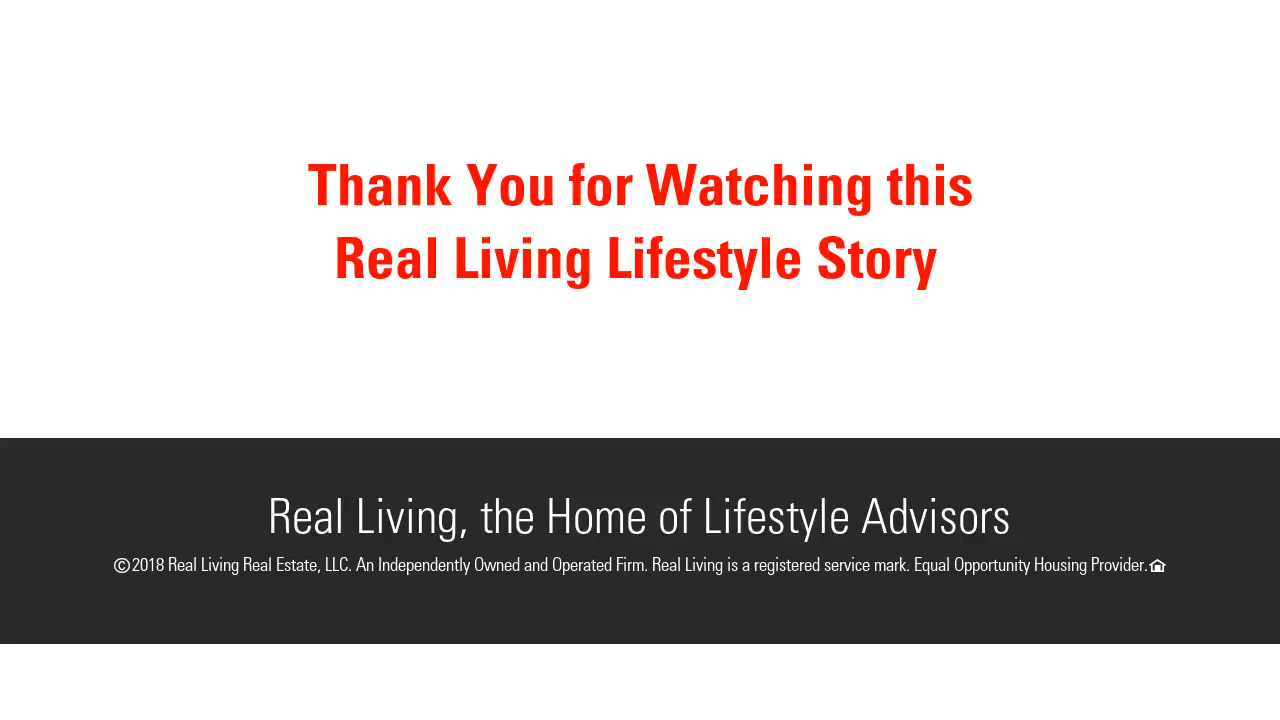 Thank You for Watching this
Real Living Lifestyle Story
Real Living, the Home of Lifestyle Advisors
©2018 Real Living Real Estate, LLC. An Independently Owned and Operated Firm. Real Living is a registered service mark. Equal Opportunity Housing Provider.